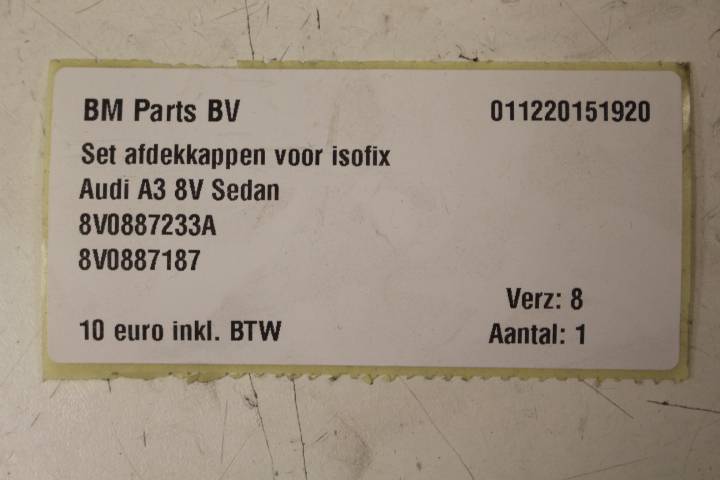 BM Parts BV 011220151920
Set afdekkappen voor isofix
Audi A3 8V Sedan
8V0887233A
8V0887187
Verz: 8
10 euro inkl. BTW Aantal: 1